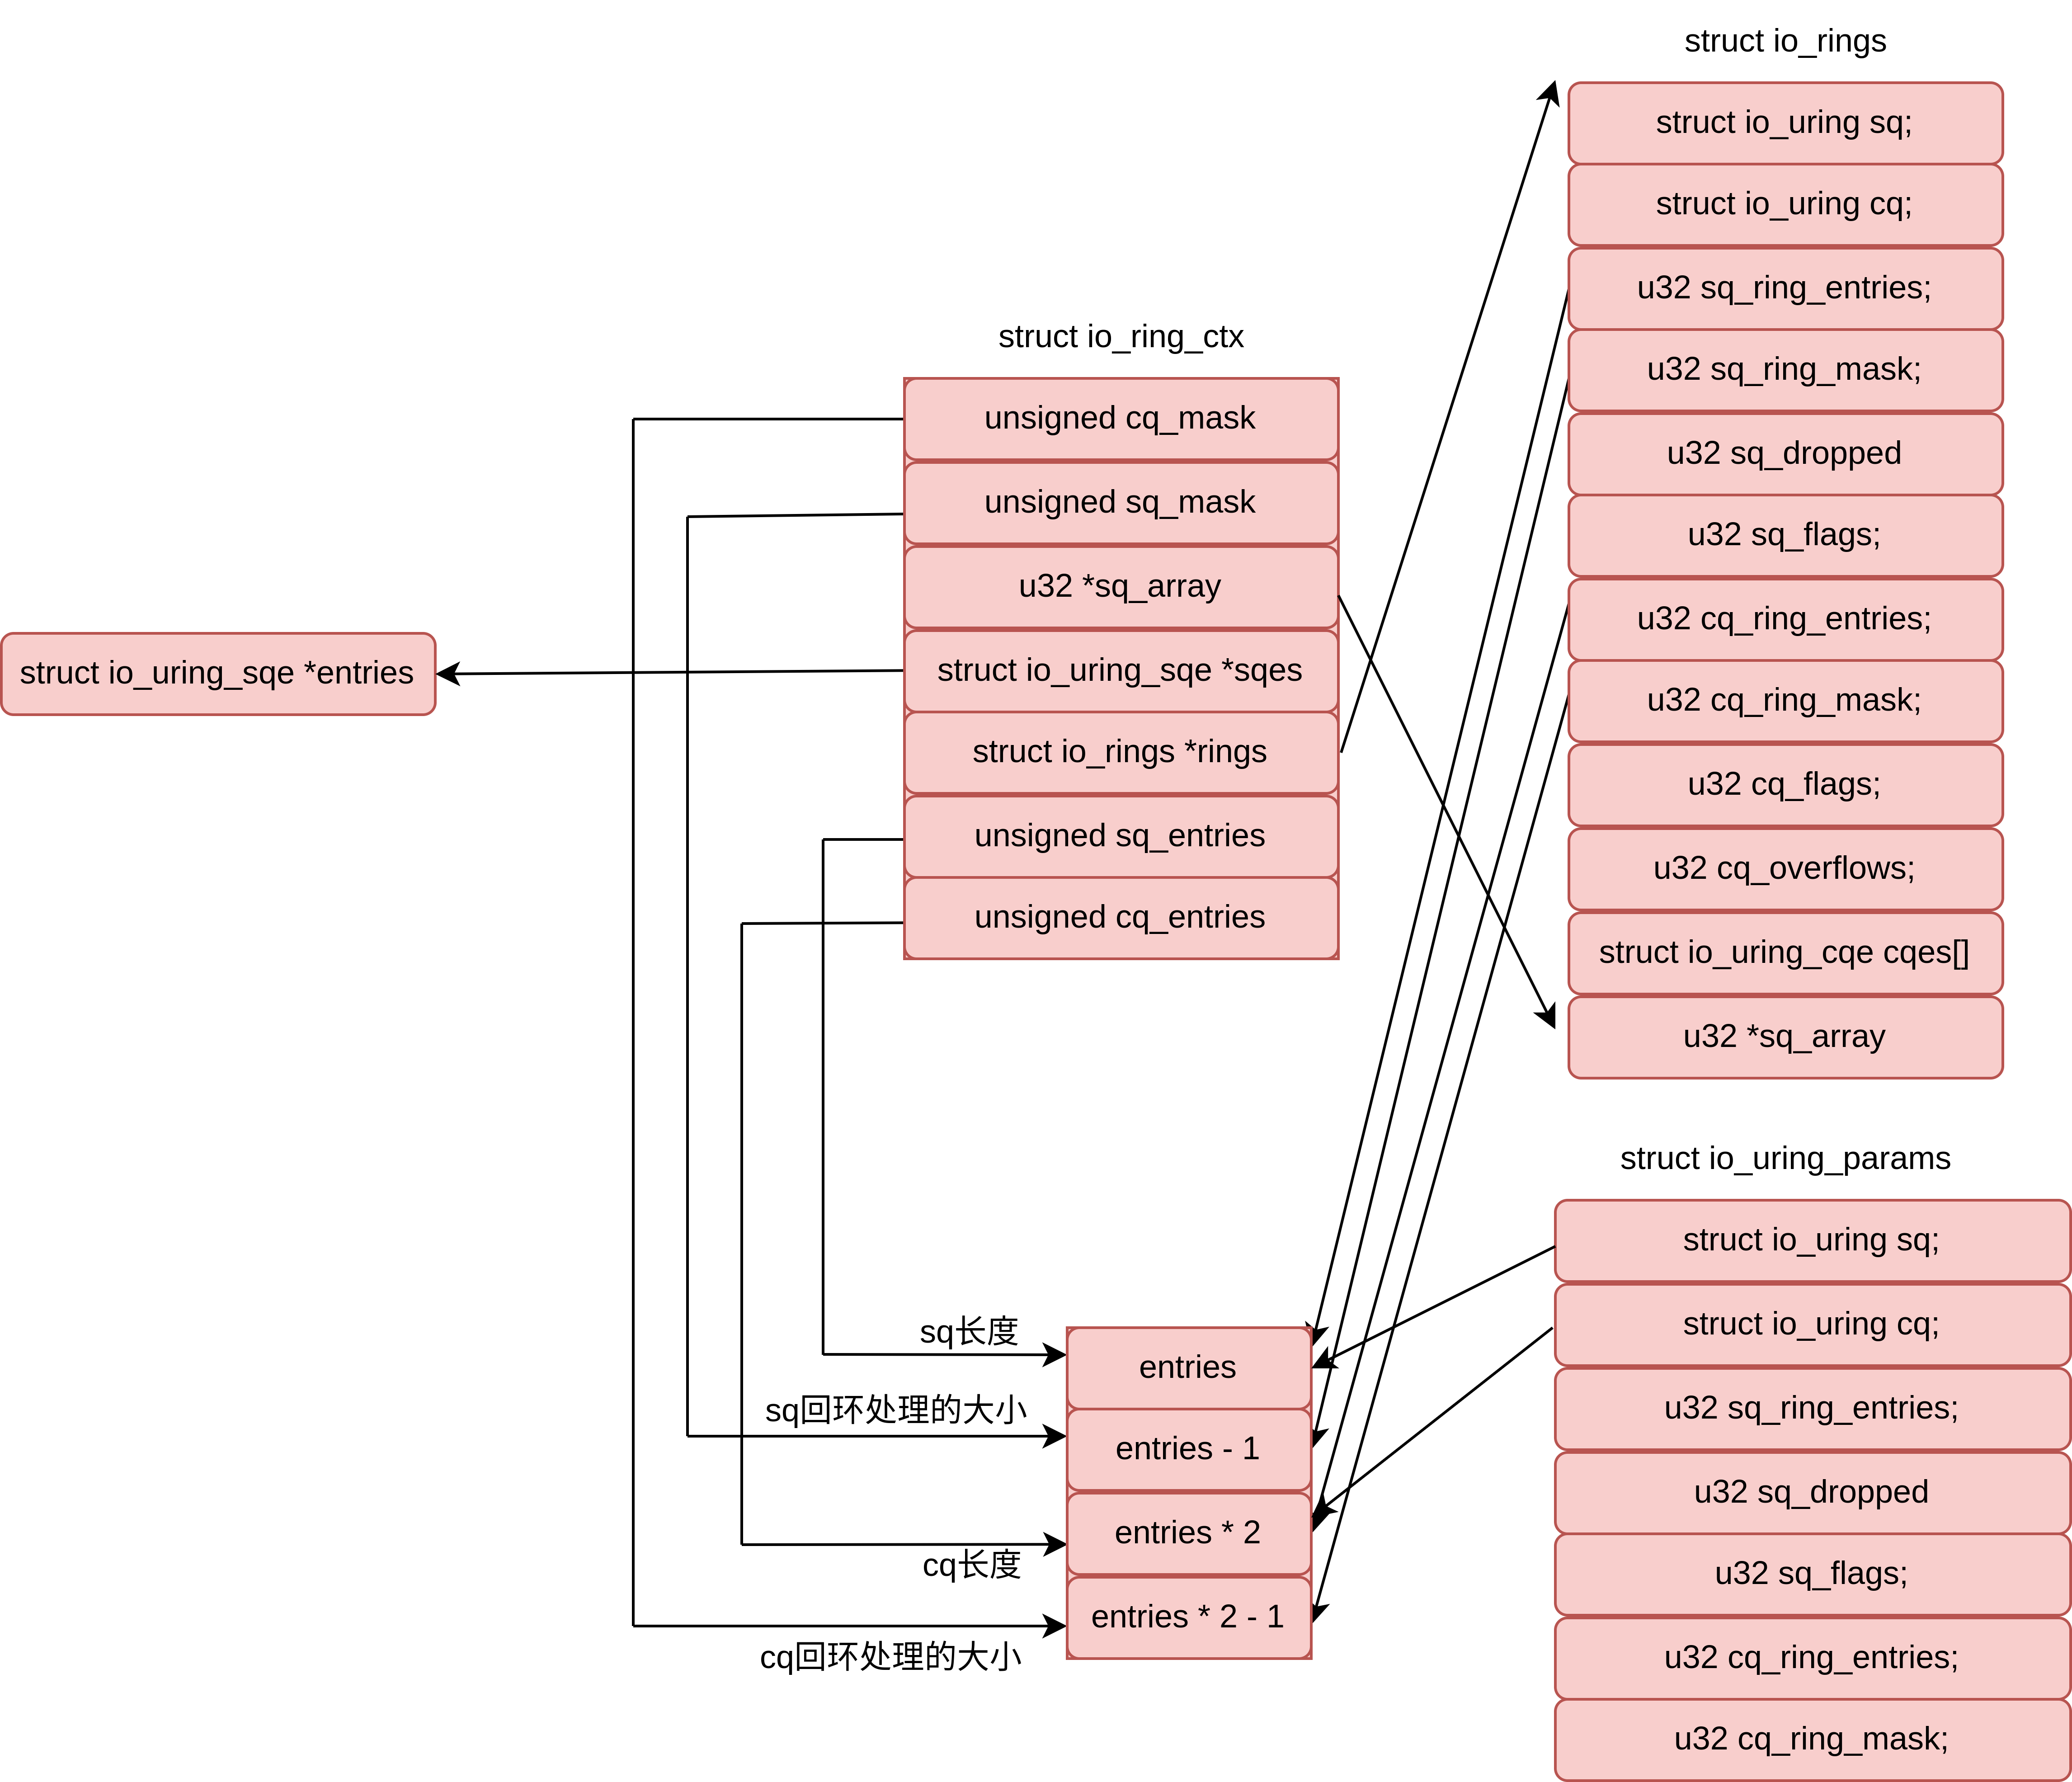 struct io_rings
struct io_uring sq;
struct io_uring cq;
u32 sq_ring_entries;
u32 sq_ring_mask;
u32 sq_dropped
u32 sq_flags;
u32 cq_ring_entries;
u32 cq_ring_mask;
u32 cq_flags;
u32 cq_overflows;
struct io_uring_cqe cqes[]
u32 *sq_array
struct io_ring_ctx
unsigned cq_mask
unsigned sq_mask
u32 *sq_array
struct io_uring_sqe *sqes
struct io_rings *rings
unsigned sq_entries
unsigned cq_entries
struct io_uring_sqe *entries
struct io_uring_params
struct io_uring sq;
struct io_uring cq;
u32 sq_ring_entries;
u32 sq_dropped
u32 sq_flags;
u32 cq_ring_entries;
u32 cq_ring_mask;
sq长度
entries
sq回环处理的大小
entries - 1
entries * 2
cq长度
entries * 2 - 1
cq回环处理的大小